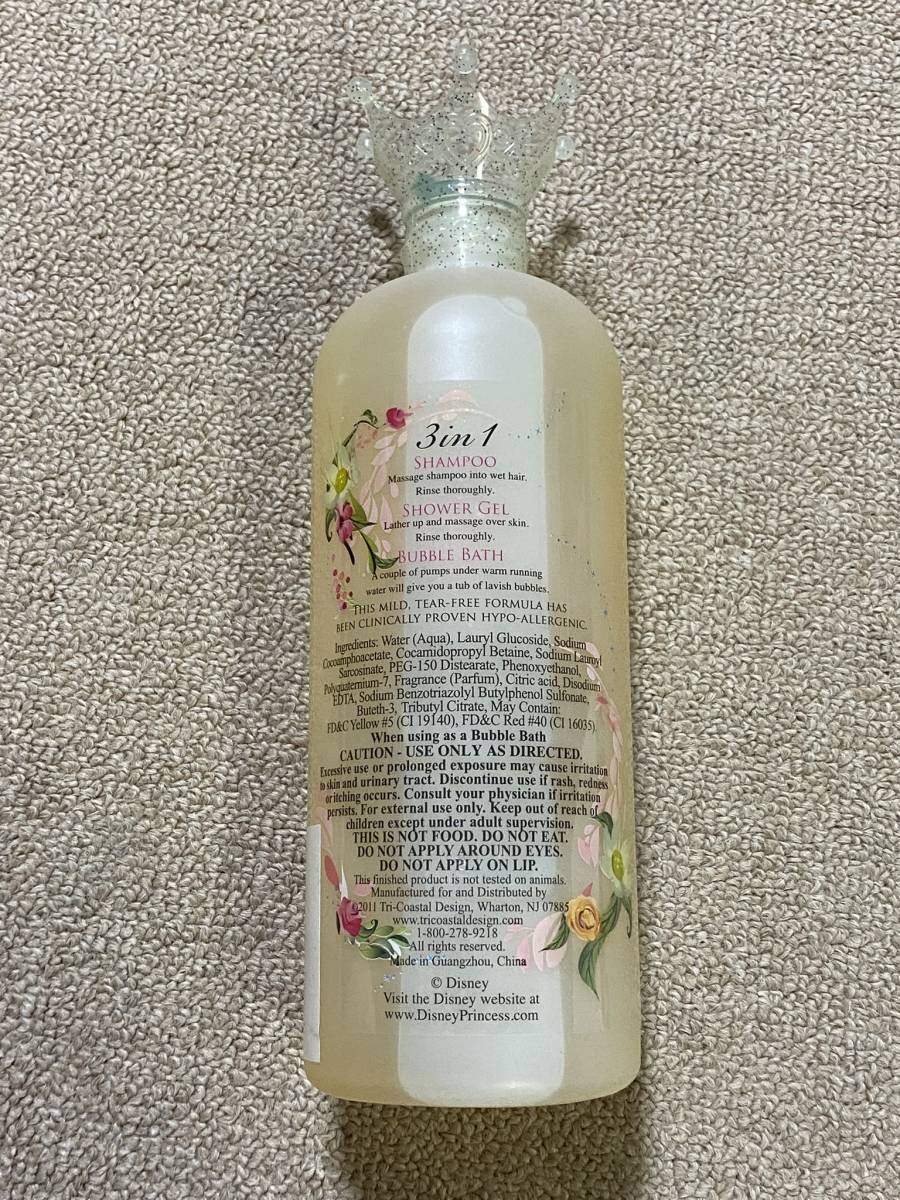 3in1
SHAMPOO
Massage shampoo into wet hair.
Rinse thoroughly.
SHOWER GEL
Lather up and massage over skin.
Rinse thoroughly.
BUBBLE BATH
A couple of pumps under warm running
water will give you a tub of lavish bubbles.
THIS MILD, TEAR-FREE FORMULA HAS
BEEN CLINICALLY PROVEN HYPO-ALLERGENIC.
Ingredients: Water (Aqua), Lauryl Glucoside, Sodium
Cocoamphoacetate, Cocamidopropyl Betaine, Sodium Lauroyl
Sarcosinate, PEG-150 Distearate, Phenoxyethanol,
Polyquaternium-7, Fragrance (Parfum), Citric acid, Disodium
EDTA, Sodium Benzotriazolyl Butylphenol Sulfonate,
Buteth-3, Tributyl Citrate, May Contain:
FD&C Yellow #5 (CI 19140), FD&C Red #40 (CI 16035)
When using as a Bubble Bath
CAUTION - USE ONLY AS DIRECTED.
Excessive use or prolonged exposure may cause irritation
to skin and urinary tract. Discontinue use if rash, redness
or itching occurs. Consult your physician if irritation
persists. For external use only. Keep out of reach of
children except under adult supervision.
THIS IS NOT FOOD. DO NOT EAT.
DO NOT APPLY AROUND EYES.
DO NOT APPLY ON LIP.
This finished product is not tested on animals.
Manufactured for and Distributed by
©2011 Tri-Coastal Design, Wharton, NJ 07885
www.tricoastaldesign.com
1-800-278-9218
All rights reserved.
Made in Guangzhou, China
© Disney
Visit the Disney website at
www.DisneyPrincess.com